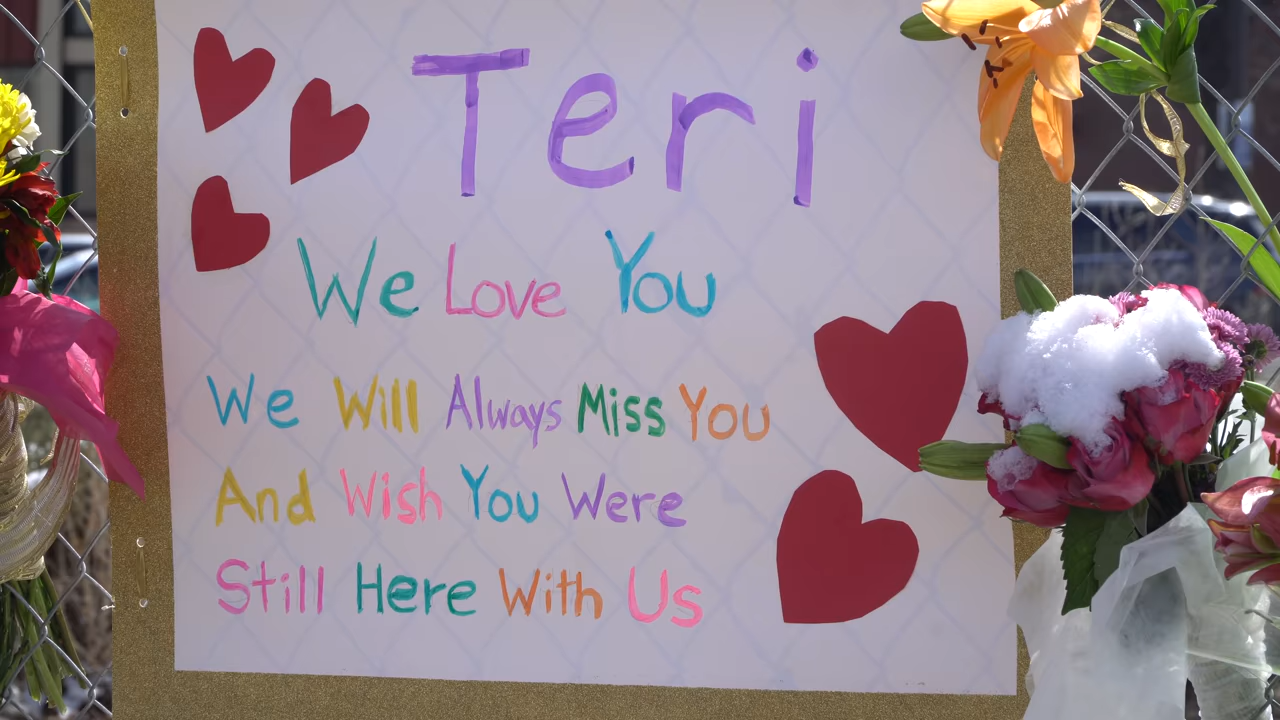 Teri
We Love You
We Will Always Miss You
And Wish You Were
Still Here With Us